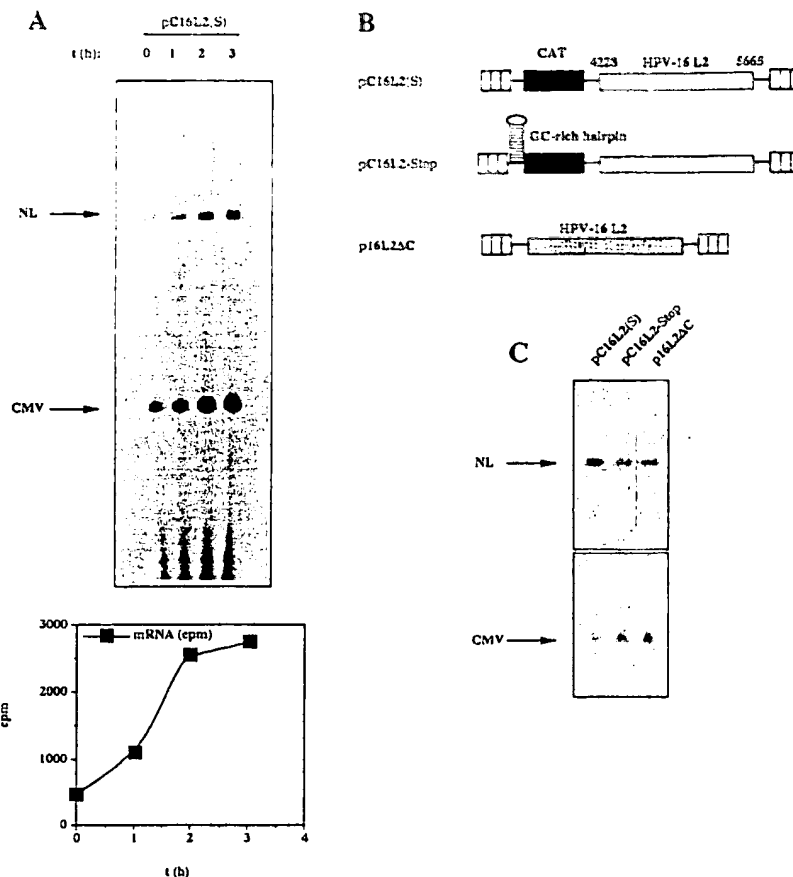 A
pC16L2(S)
t (h): 0 1 2 3
NL
CMV
mRNA (epm)
3000
2000
1000
0
epm
0 1 2 3 4
t (h)
B
CAT
4223 HPV-16 L2 5665
pC16L2(S)
GC-rich hairpin
pC16L2-Stop
HPV-16 L2
p16L2ΔC
C
pC16L2(S)
pC16L2-Stop
p16L2ΔC
NL
CMV